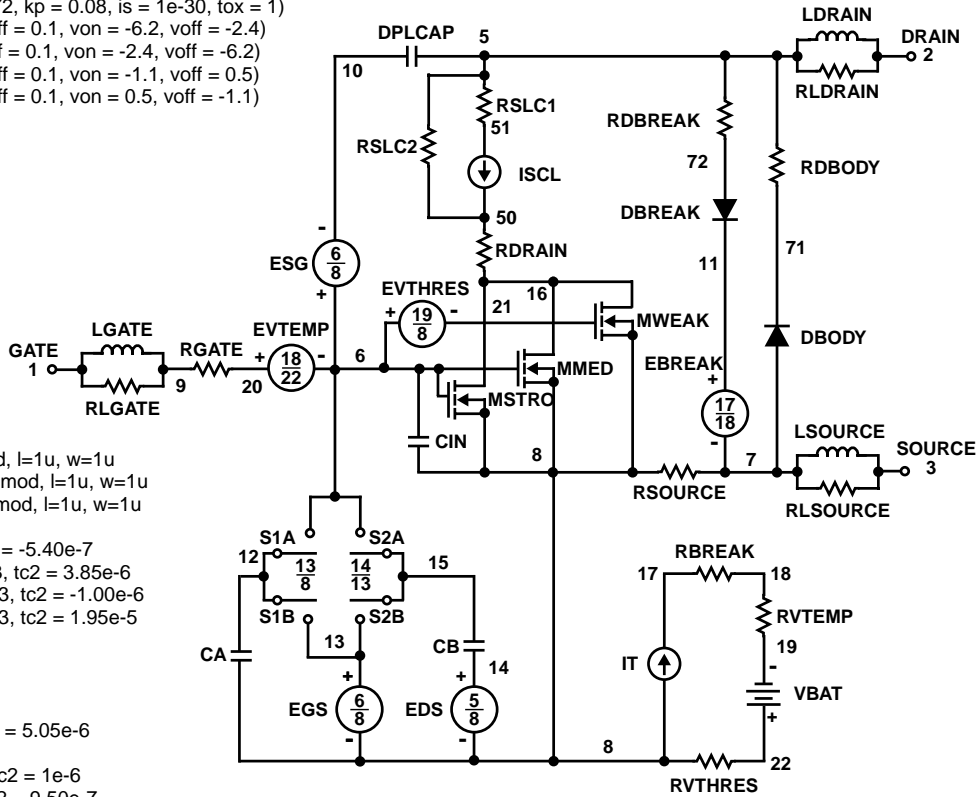 2, kp = 0.08, is = 1e-30, tox = 1)
ff = 0.1, von = -6.2, voff = -2.4)
f = 0.1, von = -2.4, voff = -6.2)
ff = 0.1, von = -1.1, voff = 0.5)
ff = 0.1, von = 0.5, voff = -1.1)
LDRAIN
DPLCAP
5
DRAIN
2
10
RLDRAIN
RSLC1
51
RDBREAK
RSLC2
ISCL
72
RDBODY
50
DBREAK
RDRAIN
71
ESG
6
8
11
EVTHRES
19
8
16
21
MWEAK
LGATE
EVTEMP
GATE
1
RGATE
18
22
6
MMED
EBREAK
DBODY
9
20
RLGATE
MSTRO
17
18
CIN
LSOURCE
SOURCE
3
8
7
RSOURCE
RLSOURCE
d, l=1u, w=1u
mod, l=1u, w=1u
mod, l=1u, w=1u
= -5.40e-7
, tc2 = 3.85e-6
3, tc2 = -1.00e-6
3, tc2 = 1.95e-5
S1A
S2A
12
13
8
14
13
15
RBREAK
17
18
S1B
S2B
RVTEMP
13
CB
19
CA
14
IT
VBAT
EGS
6
8
EDS
5
8
= 5.05e-6
8
22
RVTHRES
c2 = 1e-6